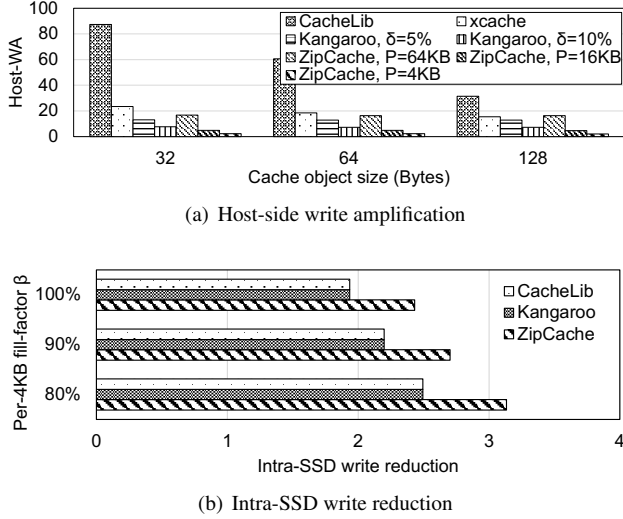 100
80
60
40
20
0
Host-WA
CacheLib xcache
Kangaroo, δ=5% Kangaroo, δ=10%
ZipCache, P=64KB ZipCache, P=16KB
ZipCache, P=4KB
32 64 128
Cache object size (Bytes)
(a) Host-side write amplification
Per-4KB fill-factor β
100%
90%
80%
CacheLib
Kangaroo
ZipCache
0 1 2 3 4
Intra-SSD write reduction
(b) Intra-SSD write reduction